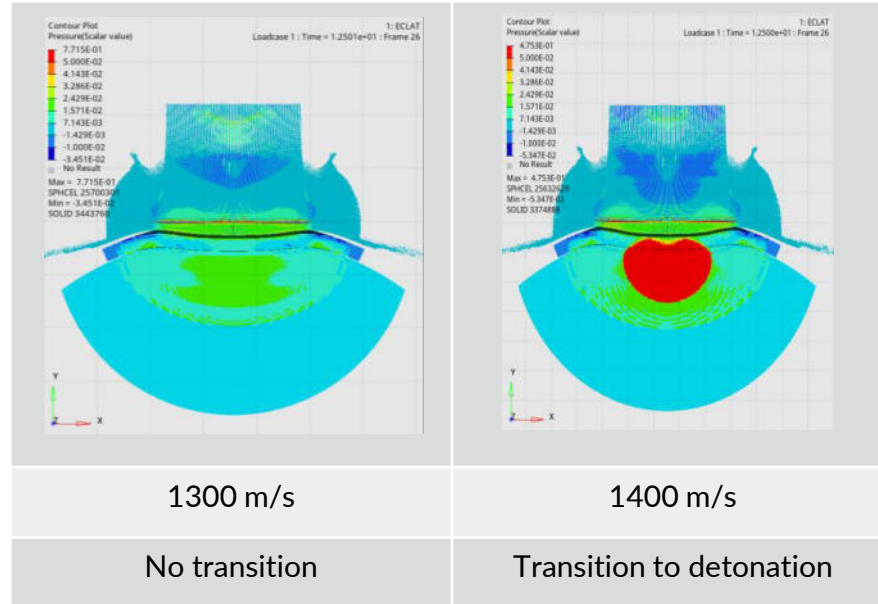 Contour Plot
Pressure(Scalar value)
1: ECLAT
Loadcase 1 : Time = 1.2501e+01 : Frame 26
7.715E-01
5.000E-02
4.143E-02
3.286E-02
2.429E-02
1.571E-02
7.143E-03
-1.429E-03
-1.000E-02
-3.451E-02
No Result
Max = 7.715E-01
SPHCEL
Min = -3.451E-02
SOLID 3443760
Y
Z
X
Contour Plot
Pressure(Scalar value)
1: ECLAT
Loadcase 1 : Time = 1.2500e+01 : Frame 26
4.753E-01
5.000E-02
4.143E-02
3.286E-02
2.429E-02
1.571E-02
7.143E-03
-1.429E-03
-1.000E-02
-5.347E-02
No Result
Max = 4.753E-01
SPHCEL
Min = -5.347E-02
SOLID
Y
Z
X
1300 m/s
1400 m/s
No transition
Transition to detonation